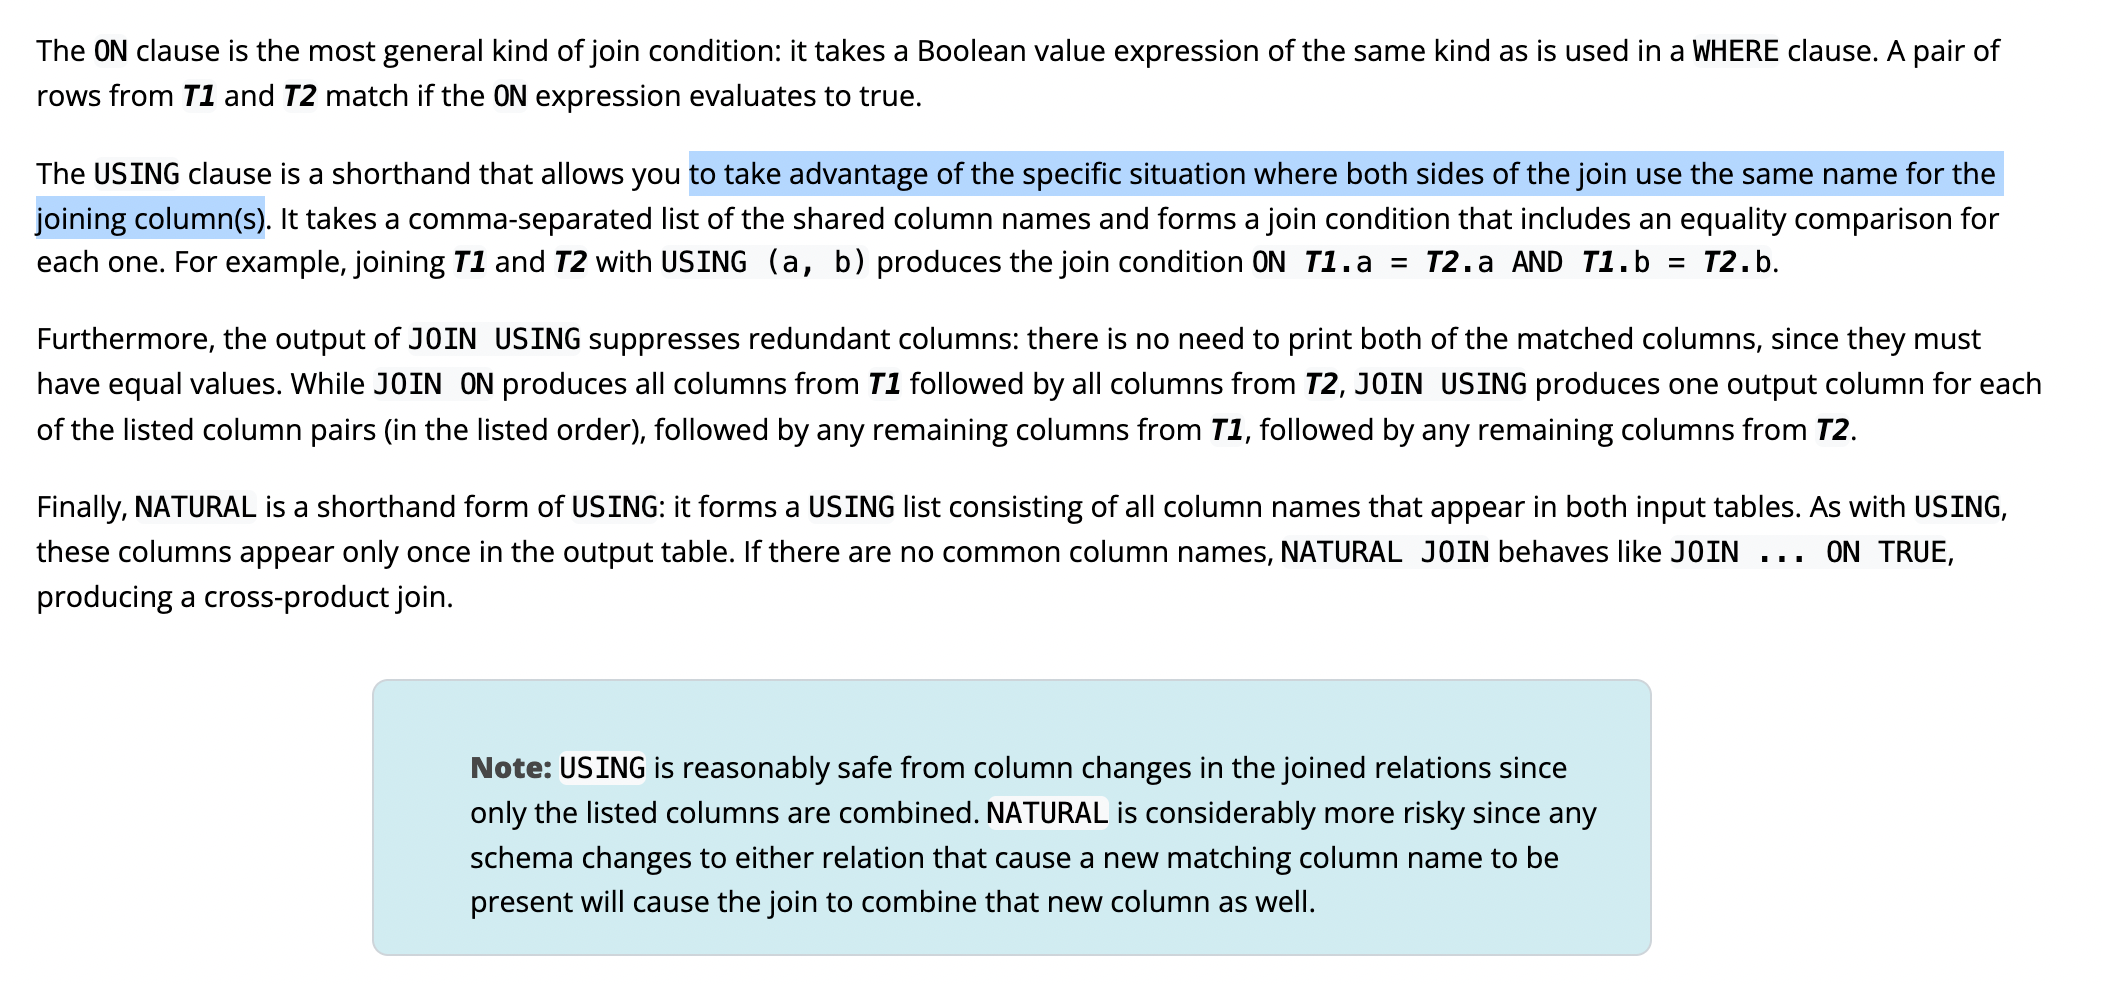 The ON clause is the most general kind of join condition: it takes a Boolean value expression of the same kind as is used in a WHERE clause. A pair of
rows from T1 and T2 match if the ON expression evaluates to true.
The USING clause is a shorthand that allows you to take advantage of the specific situation where both sides of the join use the same name for the
joining column(s). It takes a comma-separated list of the shared column names and forms a join condition that includes an equality comparison for
each one. For example, joining T1 and T2 with USING (a, b) produces the join condition ON T1.a = T2.a AND T1.b = T2.b.
Furthermore, the output of JOIN USING suppresses redundant columns: there is no need to print both of the matched columns, since they must
have equal values. While JOIN ON produces all columns from T1 followed by all columns from T2, JOIN USING produces one output column for each
of the listed column pairs (in the listed order), followed by any remaining columns from T1, followed by any remaining columns from T2.
Finally, NATURAL is a shorthand form of USING: it forms a USING list consisting of all column names that appear in both input tables. As with USING,
these columns appear only once in the output table. If there are no common column names, NATURAL JOIN behaves like JOIN ... ON TRUE,
producing a cross-product join.
Note: USING is reasonably safe from column changes in the joined relations since
only the listed columns are combined. NATURAL is considerably more risky since any
schema changes to either relation that cause a new matching column name to be
present will cause the join to combine that new column as well.